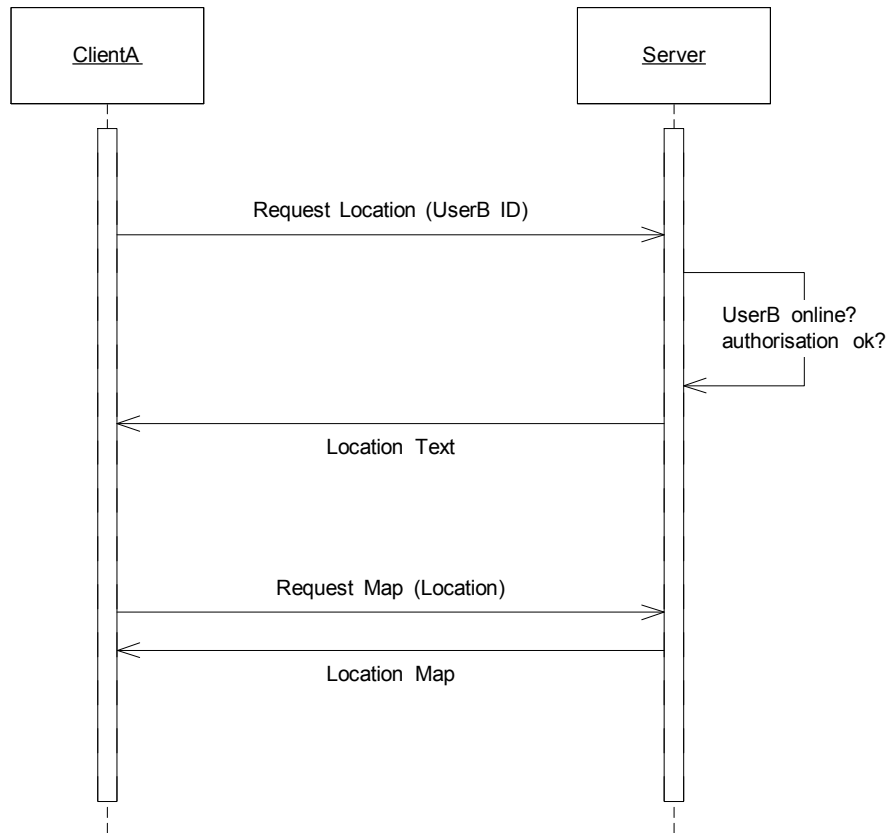 ClientA
Server
Request Location (UserB ID)
UserB online?
authorisation ok?
Location Text
Request Map (Location)
Location Map